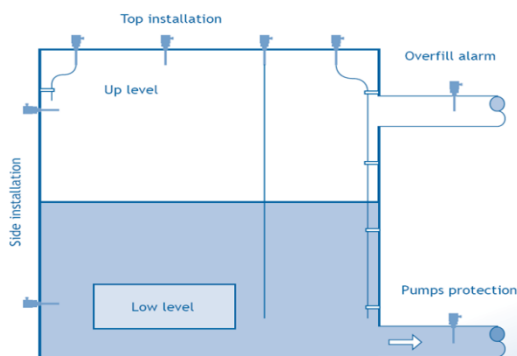 Top installation
Overfill alarm
Up level
Side installation
Low level
Pumps protection